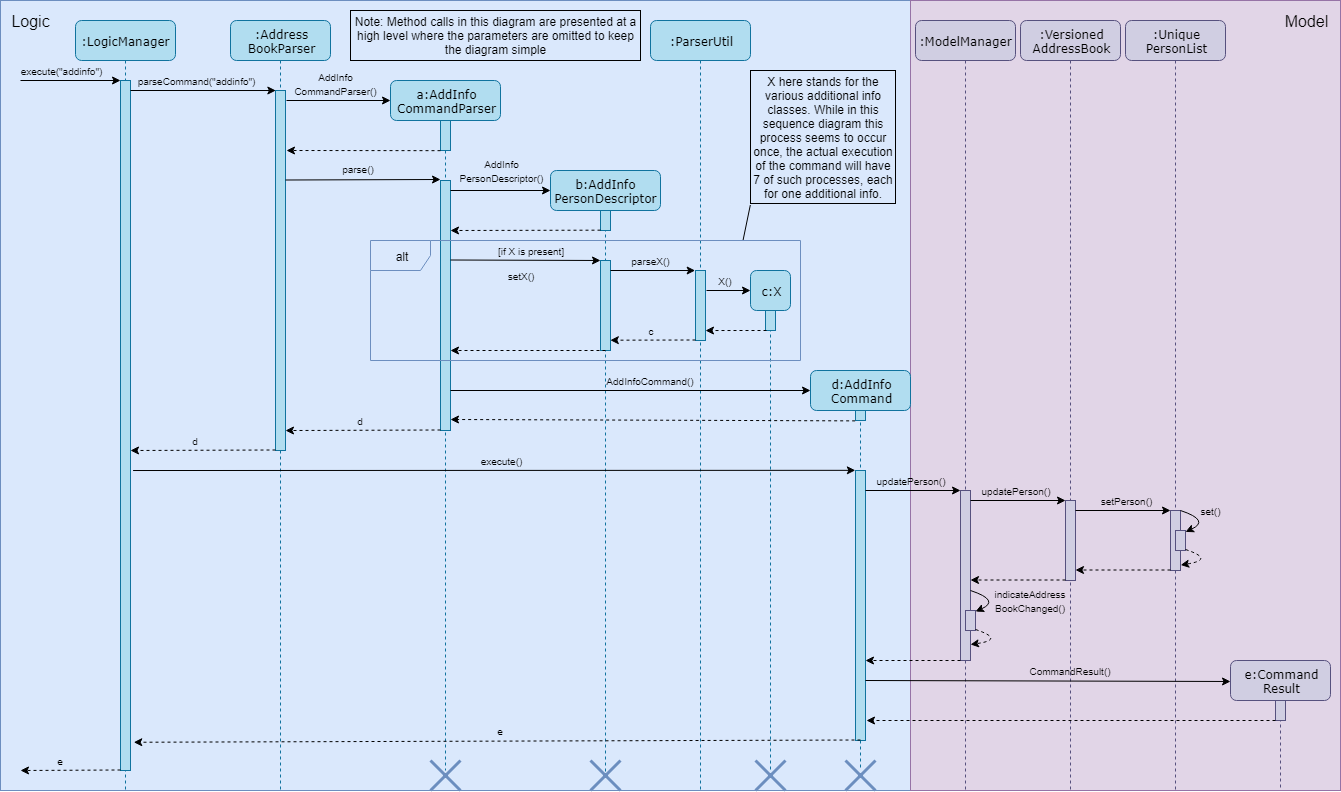 Logic
Model
:LogicManager
:Address
BookParser
Note: Method calls in this diagram are presented at a
high level where the parameters are omitted to keep
the diagram simple
:ParserUtil
:ModelManager
:Versioned
AddressBook
:Unique
PersonList
execute("addinfo")
parseCommand("addinfo")
AddInfo
CommandParser()
a:AddInfo
CommandParser
X here stands for the
various additional info
classes. While in this
sequence diagram this
process seems to occur
once, the actual execution
of the command will have
7 of such processes, each
for one additional info.
parse()
AddInfo
PersonDescriptor()
b:AddInfo
PersonDescriptor
alt
[if X is present]
setX()
parseX()
X()
c:X
c
AddInfoCommand()
d:AddInfo
Command
d
d
execute()
updatePerson()
updatePerson()
setPerson()
set()
indicateAddress
BookChanged()
CommandResult()
e:Command
Result
e
e